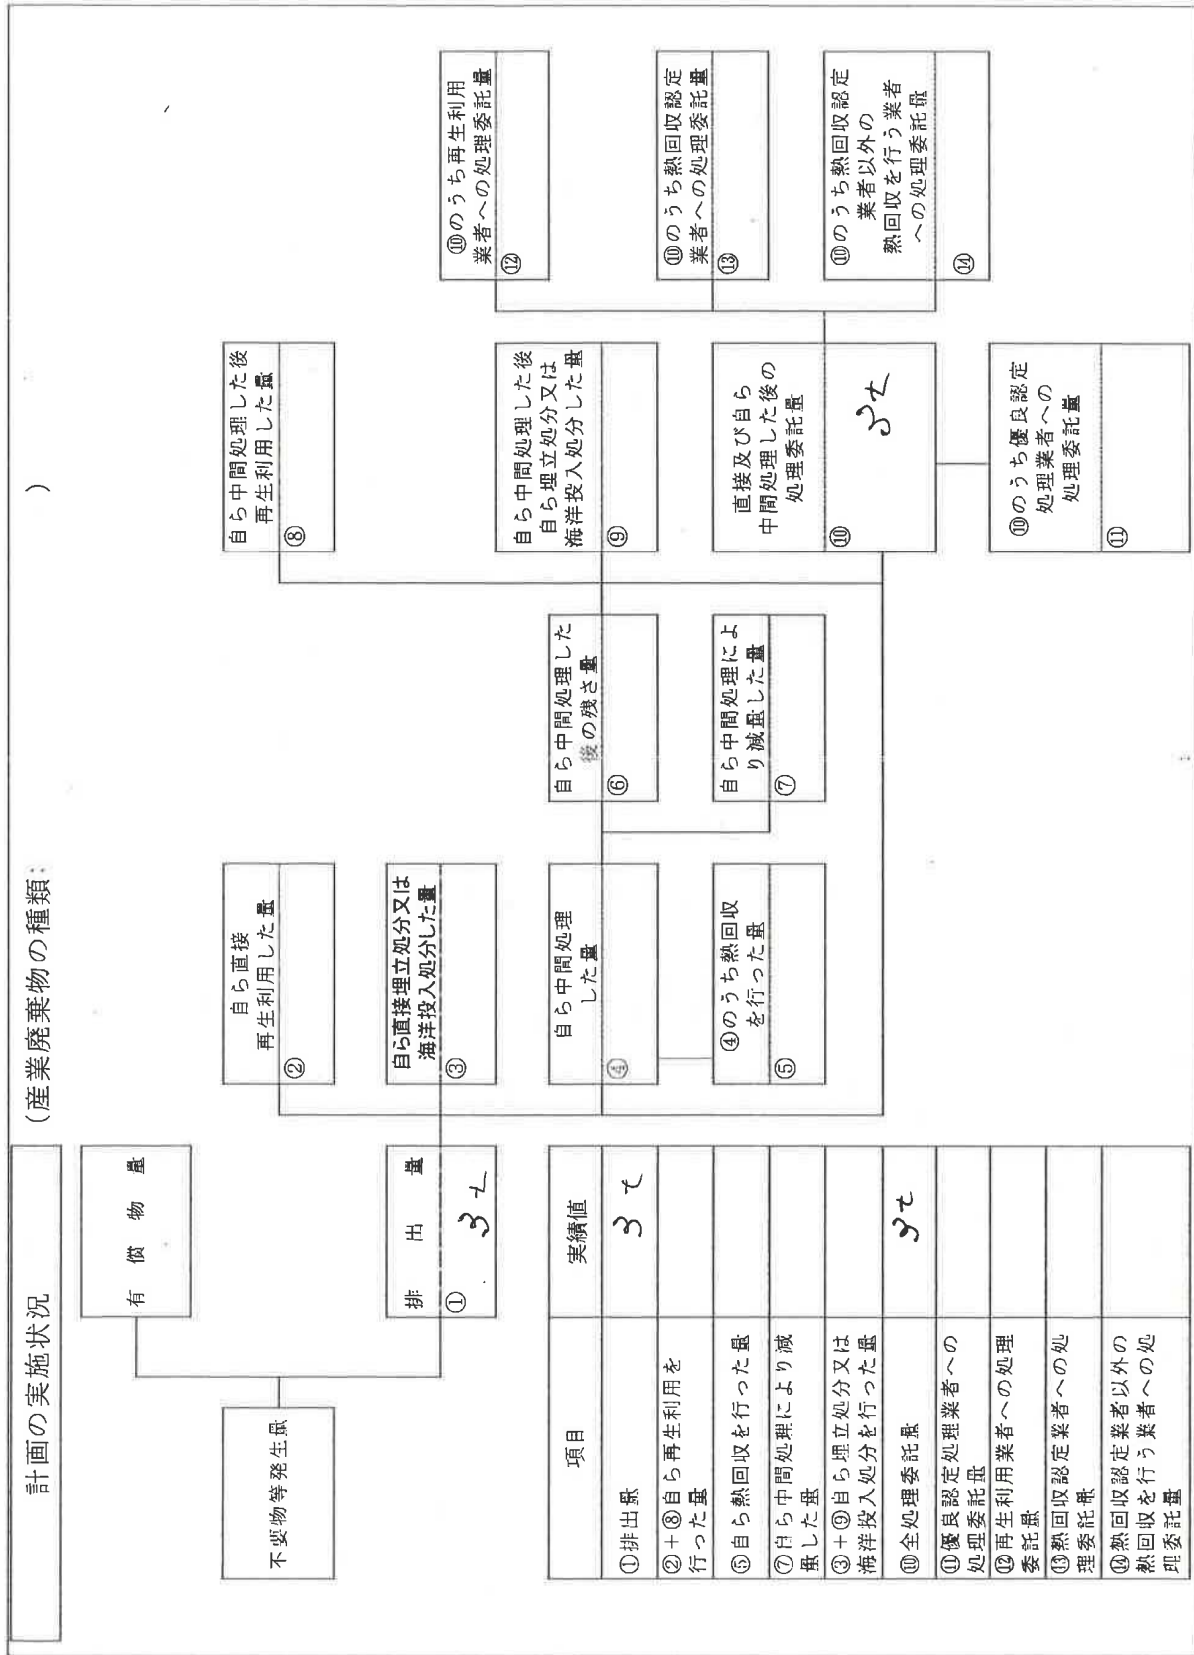 計画の実施状況
(産業廃棄物の種類: )
不要物等発生量
有償物量
排出量
① 3t
自ら直接
再生利用した量
②
自ら直接埋立処分又は
海洋投入処分した量
③
自ら中間処理
した量
④
④のうち熱回収
を行った量
⑤
自ら中間処理した
後の残さ量
⑥
自ら中間処理によ
り減量した量
⑦
自ら中間処理した後
再生利用した量
⑧
自ら中間処理した後
自ら埋立処分又は
海洋投入処分した量
⑨
直接及び自ら
中間処理した後の
処理委託量
⑩ 3t
⑩のうち優良認定
処理業者への
処理委託量
⑪
⑩のうち再生利用
業者への処理委託量
⑫
⑩のうち熱回収認定
業者への処理委託量
⑬
⑩のうち熱回収認定
業者以外の
熱回収を行う業者
への処理委託量
⑭
項目 実績値
①排出量 3t
②+⑧自ら再生利用を
行った量
⑤自ら熱回収を行った量
⑦自ら中間処理により減
量した量
③+⑨自ら埋立処分又は
海洋投入処分を行った量
⑩全処理委託量 3t
⑪優良認定処理業者への
処理委託量
⑫再生利用業者への処理
委託量
⑬熱回収認定業者への処
理委託量
⑭熱回収認定業者以外の
熱回収を行う業者への処
理委託量